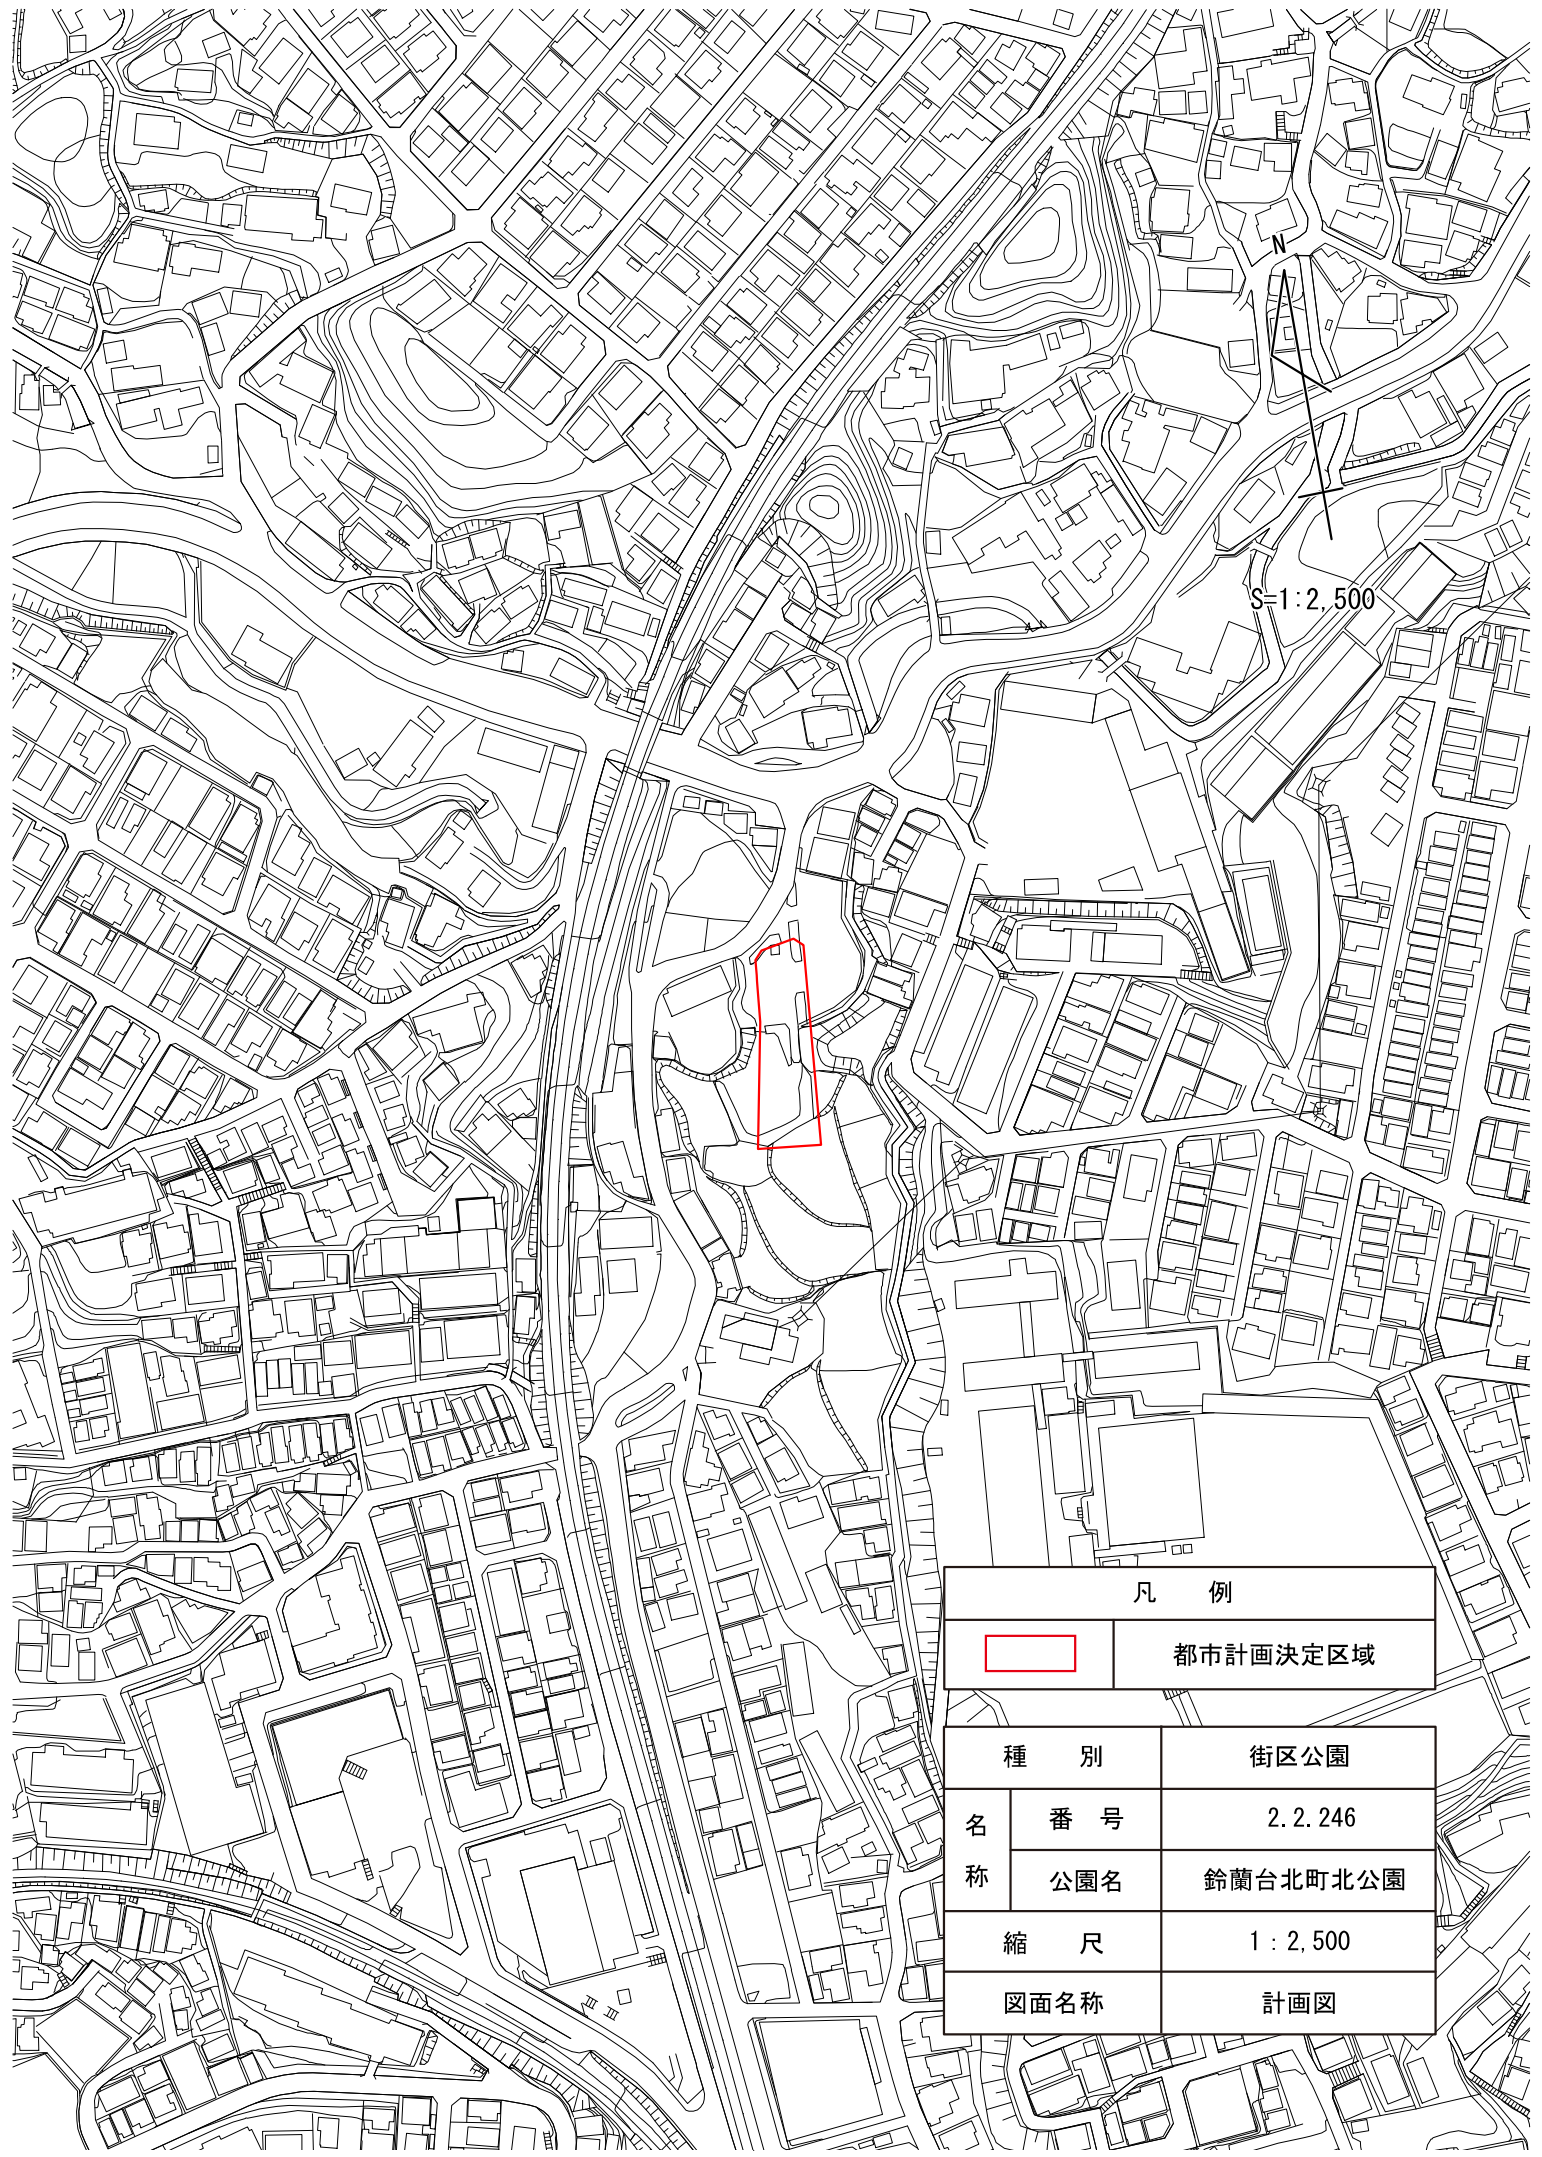 N
S=1:2,500
凡 例
都市計画決定区域
種 別 街区公園
名称 番 号 2.2.246
公園名 鈴蘭台北町北公園
縮 尺 1:2,500
図面名称 計画図